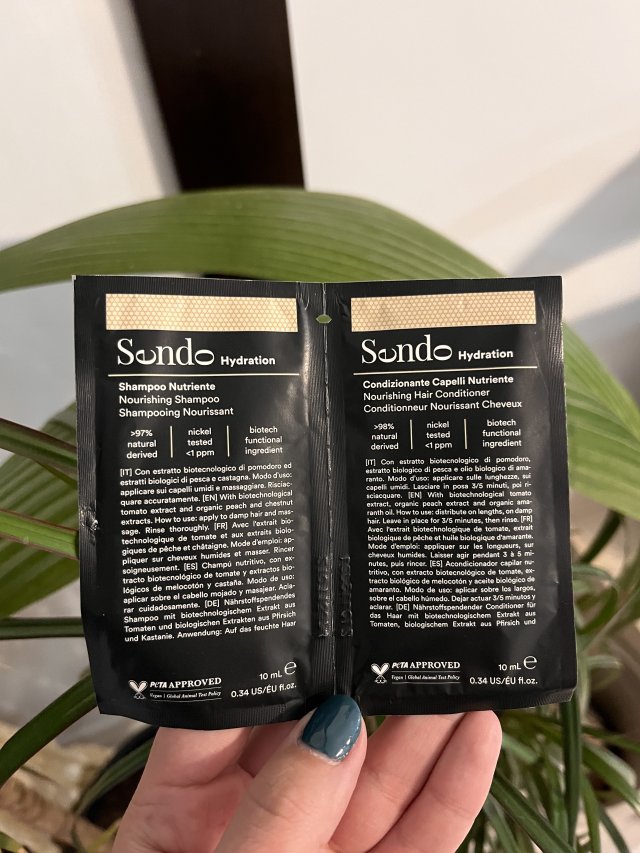 Sendo Hydration
Shampoo Nutriente
Nourishing Shampoo
Shampooing Nourissant
>97%
natural
derived
nickel
tested
<1 ppm
biotech
functional
ingredient
[IT] Con estratto biotecnologico di pomodoro ed
estratti biologici di pesca e castagna. Modo d'uso:
applicare sui capelli umidi e massaggiare. Risciac-
quare accuratamente. [EN] With biotechnological
tomato extract and organic peach and chestnut
extracts. How to use: apply to damp hair and mas-
sage. Rinse thoroughly. [FR] Avec l'extrait bio-
technologique de tomate et aux extraits biolo-
giques de pêche et châtaigne. Mode d'emploi: ap-
pliquer sur cheveux humides et masser. Rincer
soigneusement. [ES] Champú nutritivo, con ex-
tracto biotecnológico de tomate y extractos bio-
lógicos de melocotón y castaña. Modo de uso:
aplicar sobre el cabello mojado y masajear. Acla-
rar cuidadosamente. [DE] Nährstoffspendendes
Shampoo mit biotechnologischem Extrakt aus
Tomaten und biologischen Extrakten aus Pfirsich
und Kastanie. Anwendung: Auf das feuchte Haar
PETA APPROVED
Vegan | Global Animal Test Policy
10 mL e
0.34 US/ÉU fl.oz.
Sendo Hydration
Condizionante Capelli Nutriente
Nourishing Hair Conditioner
Conditionneur Nourissant Cheveux
>98%
natural
derived
nickel
tested
<1 ppm
biotech
functional
ingredient
[IT] Con estratto biotecnologico di pomodoro,
estratto biologico di pesca e olio biologico di ama-
ranto. Modo d'uso: applicare sulle lunghezze, sui
capelli umidi. Lasciare in posa 3/5 minuti, poi ri-
sciacquare. [EN] With biotechnological tomato
extract, organic peach extract and organic ama-
ranth oil. How to use: distribute on lengths, on damp
hair. Leave in place for 3/5 minutes, then rinse. [FR]
Avec l'extrait biotechnologique de tomate, extrait
biologique de pêche et huile biologique d'amarante.
Mode d'emploi: appliquer sur les longueurs, sur
cheveux humides. Laisser agir pendant 3 à 5 mi-
nutes, puis rincer. [ES] Acondicionador capilar nu-
tritivo, con extracto biotecnológico de tomate, ex-
tracto biológico de melocotón y aceite biológico de
amaranto. Modo de uso: aplicar sobre los largos,
sobre el cabello húmedo. Dejar actuar 3/5 minutos y
aclarar. [DE] Nährstoffspendender Conditioner für
das Haar mit biotechnologischem Extrakt aus
Tomaten, biologischem Extrakt aus Pfirsich und
PETA APPROVED
Vegan | Global Animal Test Policy
10 mL e
0.34 US/ÉU fl.oz.